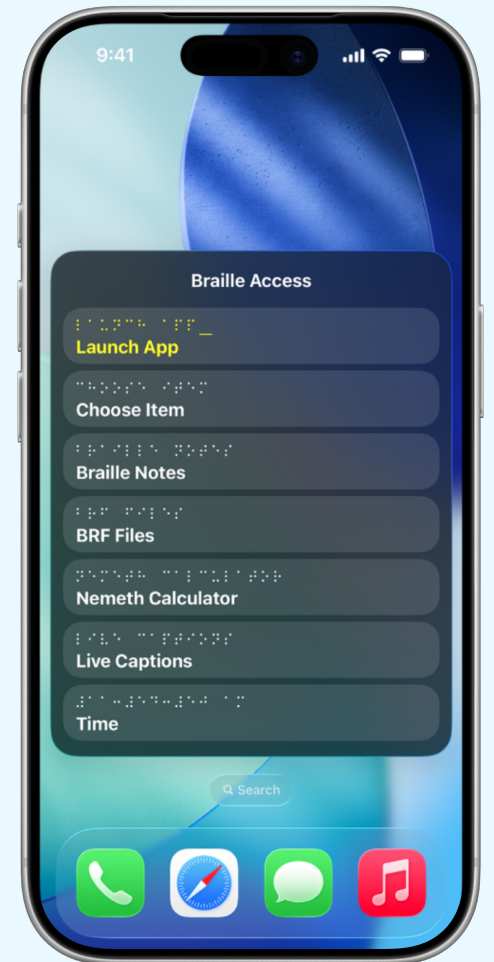 9:41
Braille Access
⠇⠁⠥⠝⠉⠓ ⠁⠏⠏
Launch App
⠉⠓⠕⠕⠎⠑ ⠊⠞⠑⠍
Choose Item
⠃⠗⠁⠊⠇⠇⠑ ⠝⠕⠞⠑⠎
Braille Notes
⠃⠗⠋ ⠋⠊⠇⠑⠎
BRF Files
⠝⠑⠍⠑⠞⠓ ⠉⠁⠇⠉⠥⠇⠁⠞⠕⠗
Nemeth Calculator
⠇⠊⠧⠑ ⠉⠁⠏⠞⠊⠕⠝⠎
Live Captions
⠁⠍
Time
Search